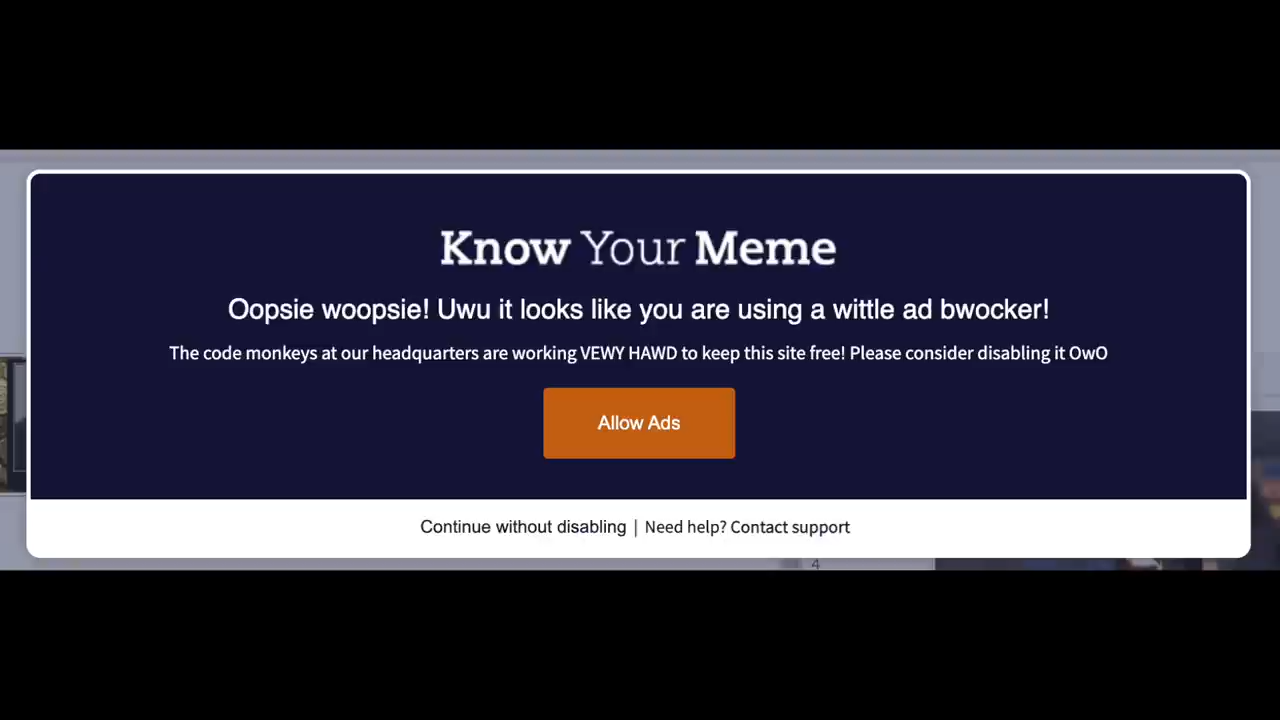 Know Your Meme
Oopsie woopsie! Uwu it looks like you are using a wittle ad bwocker!
The code monkeys at our headquarters are working VEWY HAWD to keep this site free! Please consider disabling it OwO
Allow Ads
Continue without disabling | Need help? Contact support
4